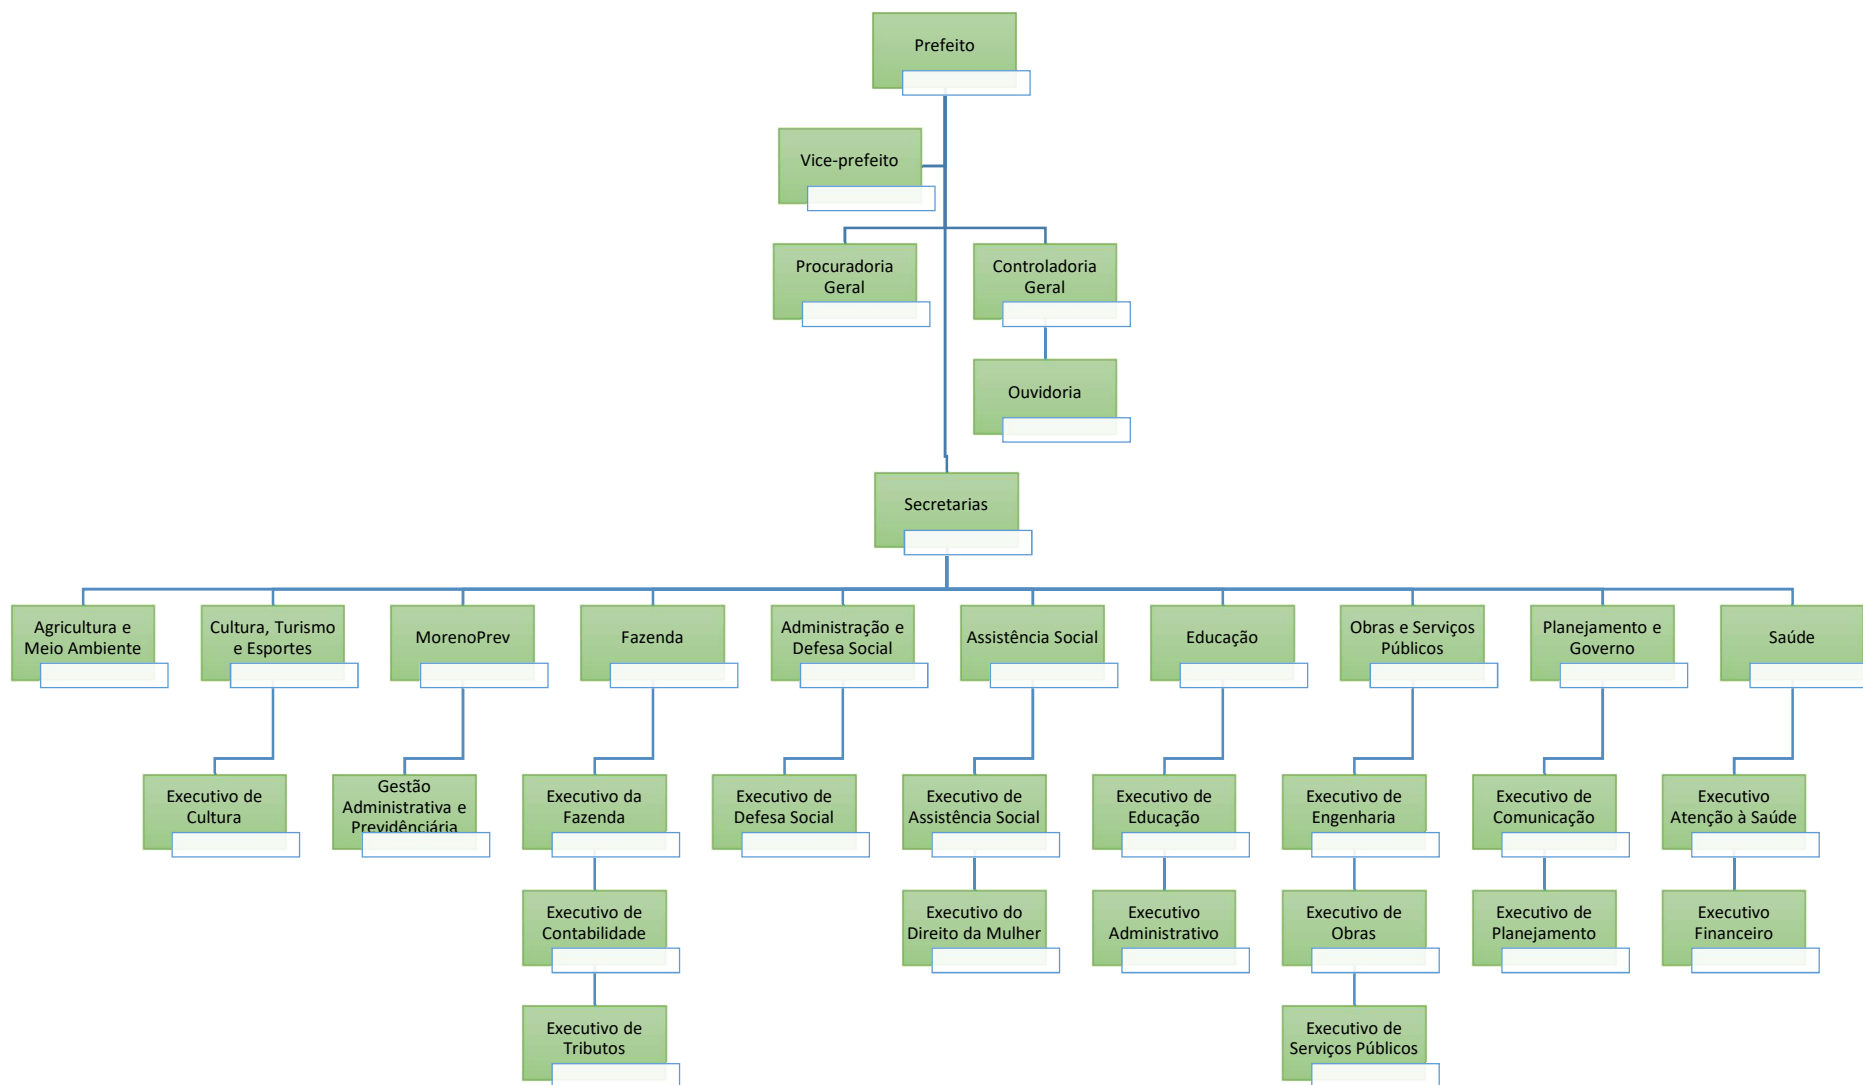 Prefeito
Vice-prefeito
Procuradoria
Geral
Controladoria
Geral
Ouvidoria
Secretarias
Agricultura e
Meio Ambiente
Cultura, Turismo
e Esportes
MorenoPrev
Fazenda
Administração e
Defesa Social
Assistência Social
Educação
Obras e Serviços
Públicos
Planejamento e
Governo
Saúde
Executivo de
Cultura
Gestão
Administrativa e
Previdênciária
Executivo da
Fazenda
Executivo de
Defesa Social
Executivo de
Assistência Social
Executivo de
Educação
Executivo de
Engenharia
Executivo de
Comunicação
Executivo
Atenção à Saúde
Executivo de
Contabilidade
Executivo do
Direito da Mulher
Executivo
Administrativo
Executivo de
Obras
Executivo de
Planejamento
Executivo
Financeiro
Executivo de
Tributos
Executivo de
Serviços Públicos